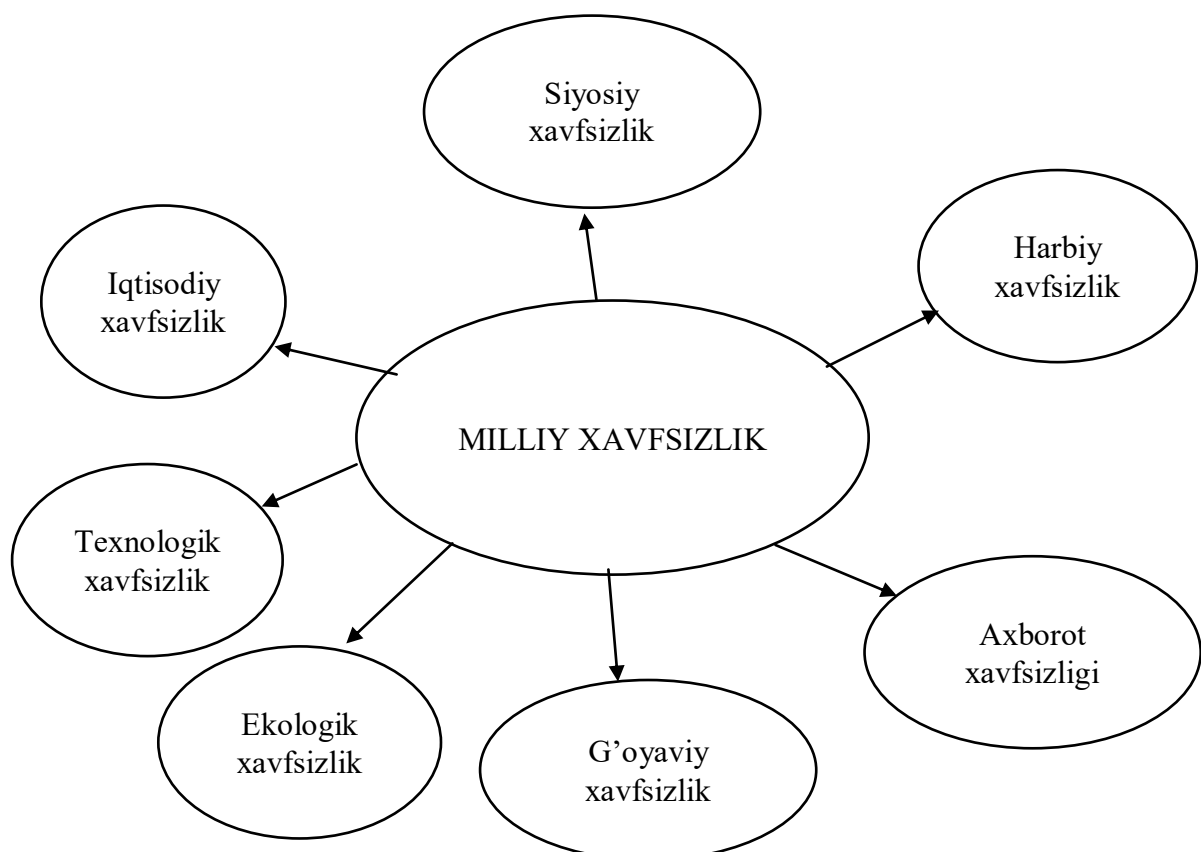 Siyosiy
xavfsizlik
Harbiy
xavfsizlik
Iqtisodiy
xavfsizlik
MILLIY XAVFSIZLIK
Texnologik
xavfsizlik
Axborot
xavfsizligi
Ekologik
xavfsizlik
G’oyaviy
xavfsizlik